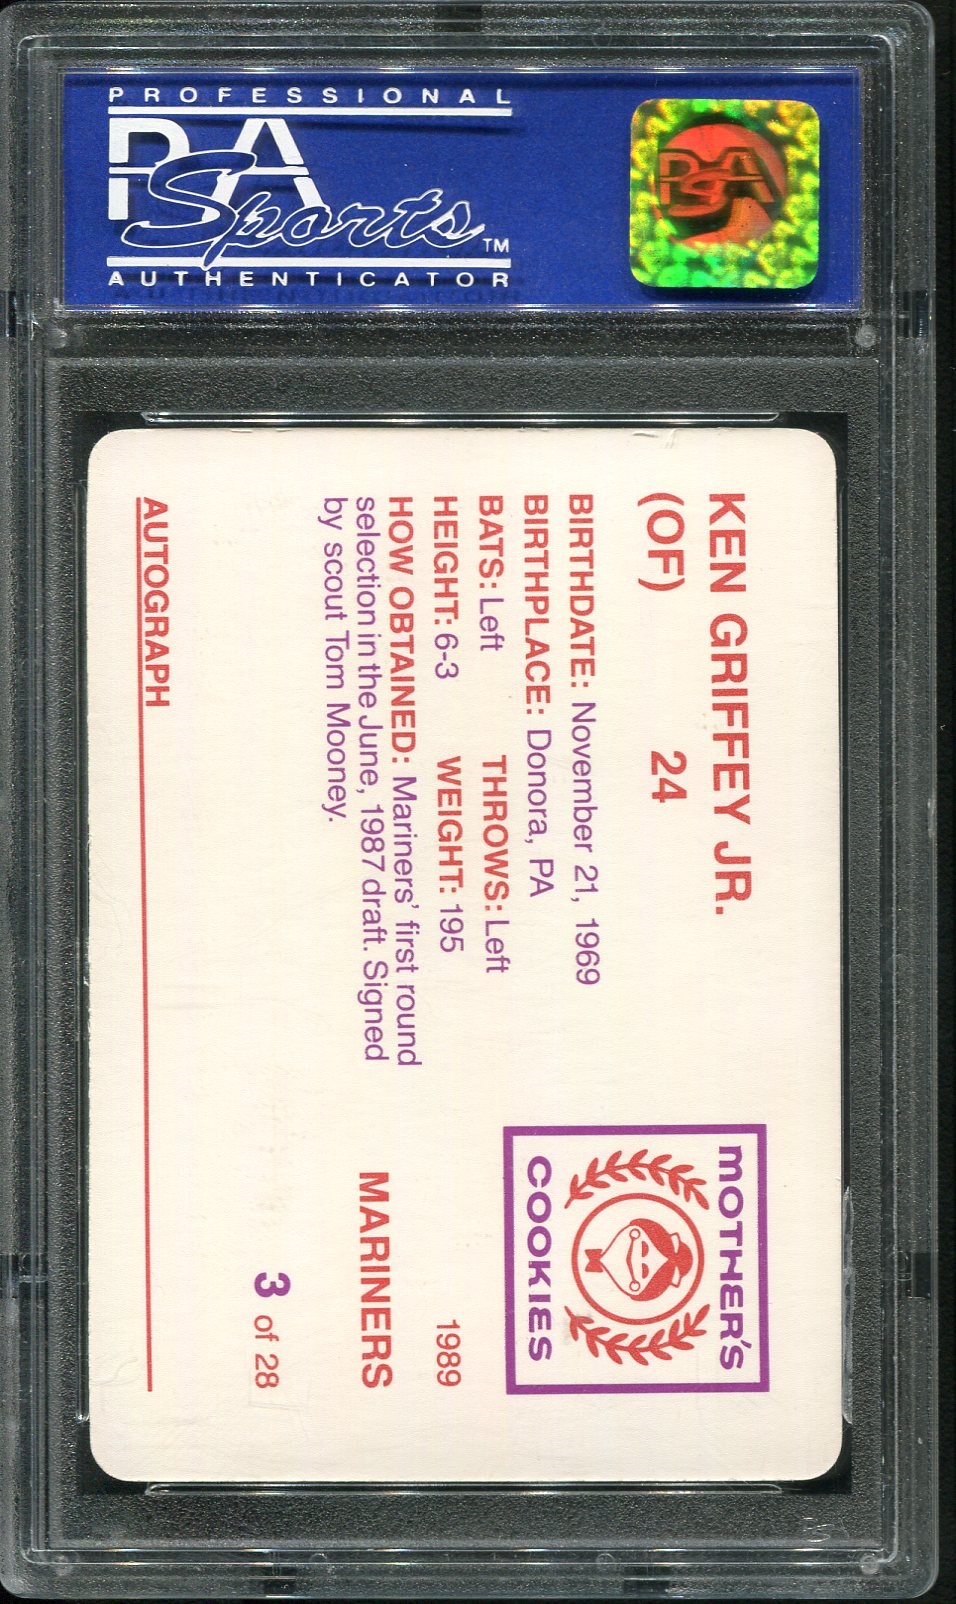 PROFESSIONAL
PSA
Sports™
AUTHENTICATOR
PSA
KEN GRIFFEY JR.
(OF) 24
BIRTHDATE: November 21, 1969
BIRTHPLACE: Donora, PA
BATS: Left THROWS: Left
HEIGHT: 6-3 WEIGHT: 195
HOW OBTAINED: Mariners' first round
selection in the June, 1987 draft. Signed
by scout Tom Mooney.
AUTOGRAPH
MOTHER'S
COOKIES
1989
MARINERS
3 of 28